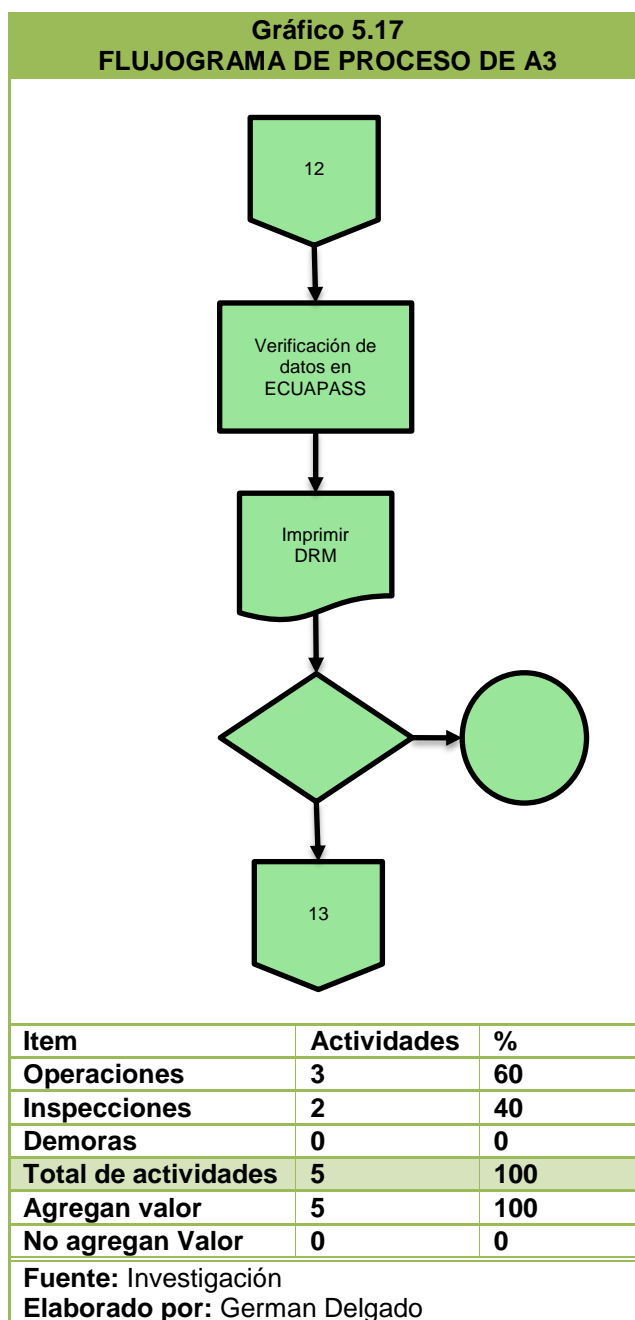 Gráfico 5.17
FLUJOGRAMA DE PROCESO DE A3
12
Verificación de
datos en
ECUAPASS
Imprimir
DRM
13
Item Actividades %
Operaciones 3 60
Inspecciones 2 40
Demoras 0 0
Total de actividades 5 100
Agregan valor 5 100
No agregan Valor 0 0
Fuente: Investigación
Elaborado por: German Delgado